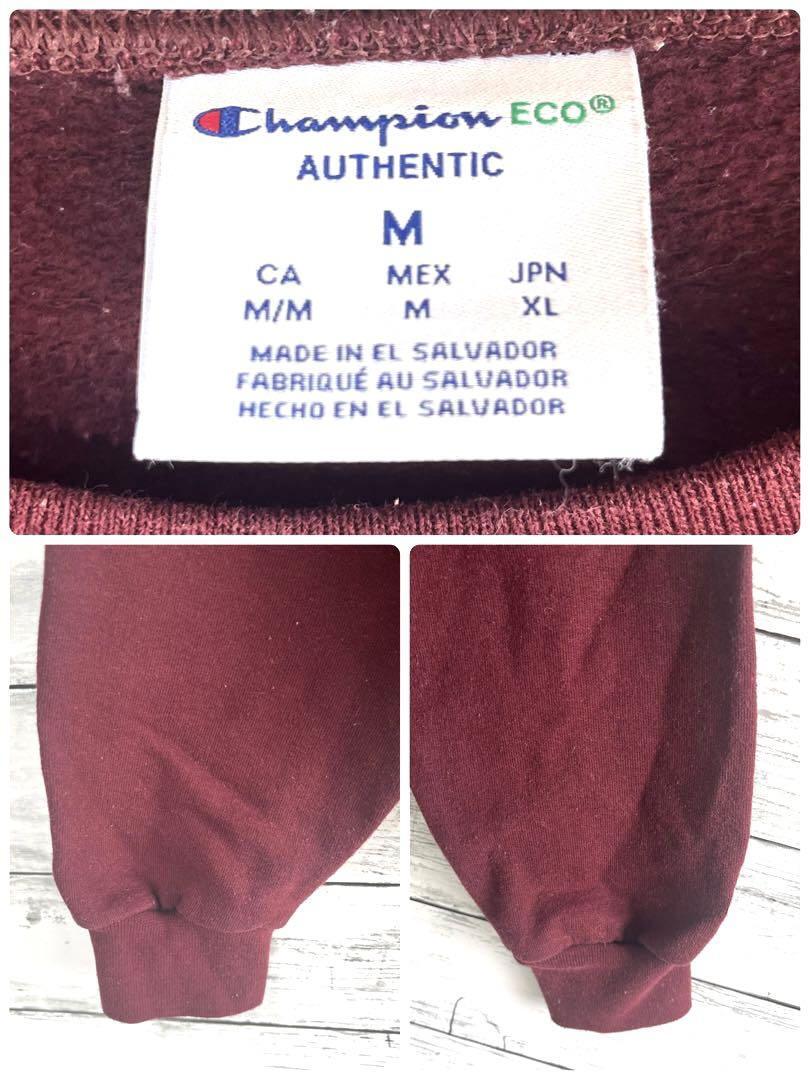 Champion ECO®
AUTHENTIC
M
CA MEX JPN
M/M M XL
MADE IN EL SALVADOR
FABRIQUÉ AU SALVADOR
HECHO EN EL SALVADOR